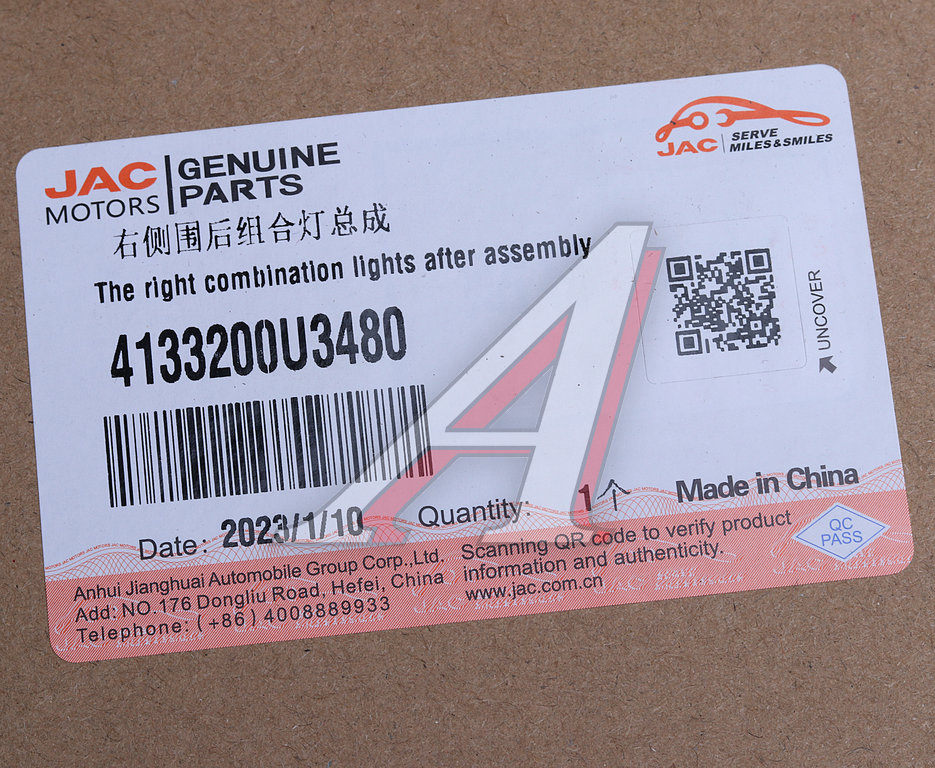 JAC MOTORS
GENUINE PARTS
JAC
SERVE
MILES&SMILES
右侧围后组合灯总成
The right combination lights after assembly
4133200U3480
UNCOVER
Date: 2023/1/10
Quantity: 1个
Made in China
Anhui Jianghuai Automobile Group Corp.,Ltd.
Add: NO.176 Dongliu Road, Hefei, China
Telephone: (+86) 4008889933
Scanning QR code to verify product
information and authenticity.
www.jac.com.cn
QC
PASS